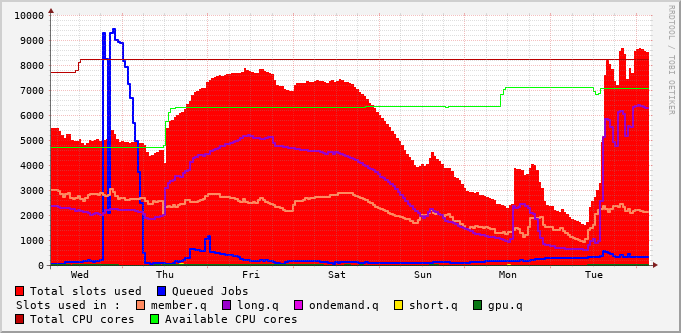 10000
9000
8000
7000
6000
5000
4000
3000
2000
1000
0
Wed Thu Fri Sat Sun Mon Tue
Total slots used Queued Jobs
Slots used in : member.q long.q ondemand.q short.q gpu.q
Total CPU cores Available CPU cores
RRDTOOL / TOBI OETIKER